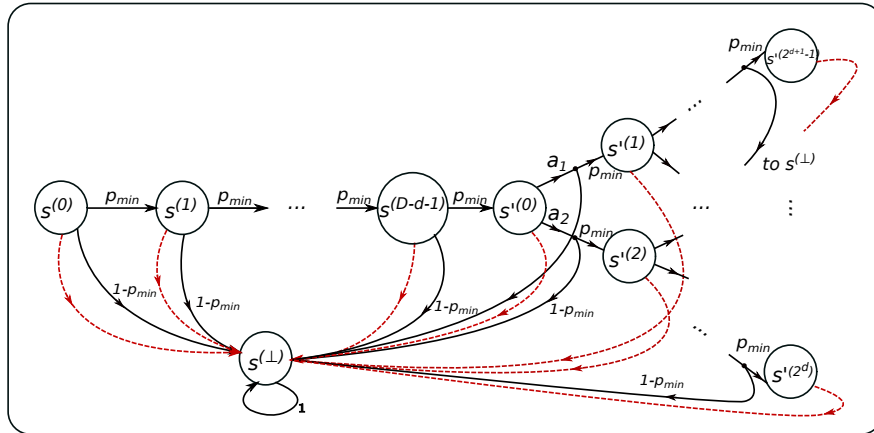 p_min
s'^(2^{d+1}-1)
...
a_1
s'^(1)
p_min
to s^(⊥)
s^(0)
p_min
s^(1)
p_min
...
p_min
s^(D-d-1)
p_min
s'^(0)
a_2
p_min
s'^(2)
...
...
1-p_min
1-p_min
1-p_min
1-p_min
...
s^(⊥)
1
1-p_min
p_min
s'^(2^d)